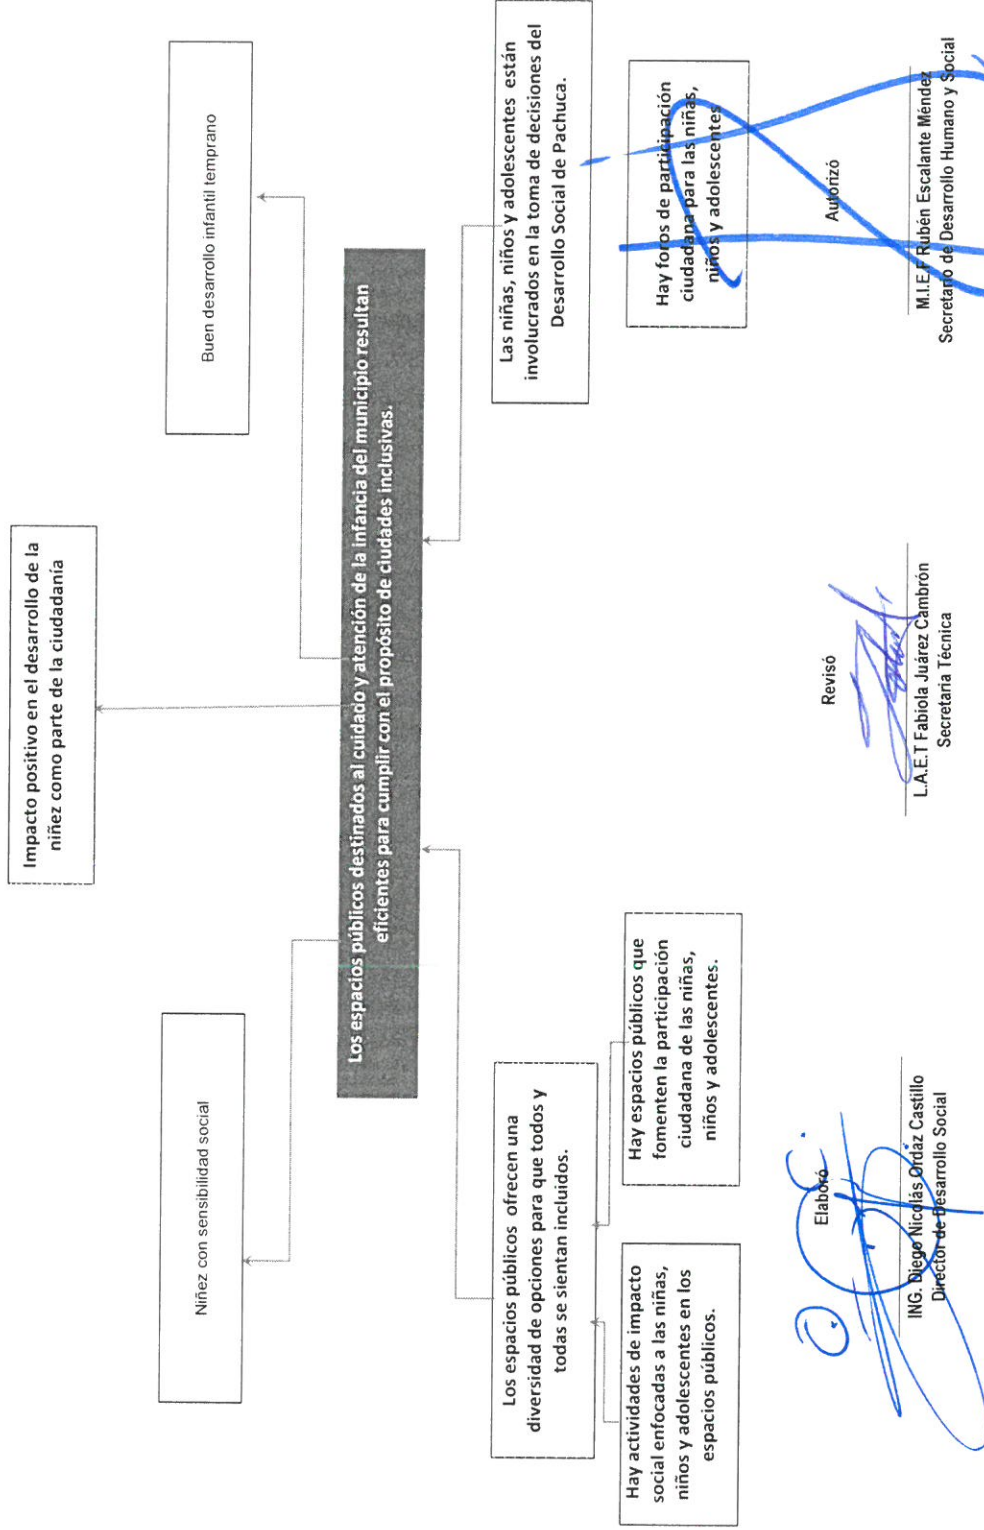 Impacto positivo en el desarrollo de la
niñez como parte de la ciudadanía
Niñez con sensibilidad social
Buen desarrollo infantil temprano
Los espacios públicos destinados al cuidado y atención de la infancia del municipio resultan
eficientes para cumplir con el propósito de ciudades inclusivas.
Los espacios públicos ofrecen una
diversidad de opciones para que todos y
todas se sientan incluidos.
Las niñas, niños y adolescentes están
involucrados en la toma de decisiones del
Desarrollo Social de Pachuca.
Hay actividades de impacto
social enfocadas a las niñas,
niños y adolescentes en los
espacios públicos.
Hay espacios públicos que
fomenten la participación
ciudadana de las niñas,
niños y adolescentes.
Hay foros de participación
ciudadana para las niñas,
niños y adolescentes
Elaboró
ING. Diego Nicolás Ordaz Castillo
Director de Desarrollo Social
Revisó
L.A.E.T Fabiola Juárez Cambrón
Secretaria Técnica
Autorizó
M.I.E.F Rubén Escalante Méndez
Secretario de Desarrollo Humano y Social